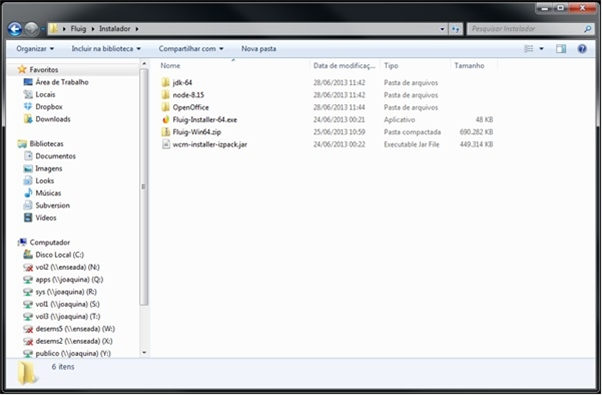 Fluig Instalador
Pesquisar Instalador
Organizar Incluir na biblioteca Compartilhar com Nova pasta
Favoritos
Área de Trabalho
Locais
Dropbox
Downloads
Bibliotecas
Documentos
Imagens
Looks
Músicas
Subversion
Vídeos
Computador
Disco Local (C:)
vol2 (\\enseada) (N:)
apps (\\joaquina) (Q:)
sys (\\joaquina) (R:)
vol1 (\\joaquina) (S:)
vol3 (\\joaquina) (T:)
desems5 (\\enseada) (W:)
desems2 (\\enseada) (X:)
publico (\\joaquina) (Y:)
Nome Data de modificaç... Tipo Tamanho
jdk-64 28/06/2013 11:42 Pasta de arquivos
node-8.15 28/06/2013 11:42 Pasta de arquivos
OpenOffice 28/06/2013 11:44 Pasta de arquivos
Fluig-Installer-64.exe 24/06/2013 00:21 Aplicativo 48 KB
Fluig-Win64.zip 25/06/2013 10:59 Pasta compactada 690.282 KB
wcm-installer-izpack.jar 24/06/2013 00:22 Executable Jar File 449.314 KB
6 itens